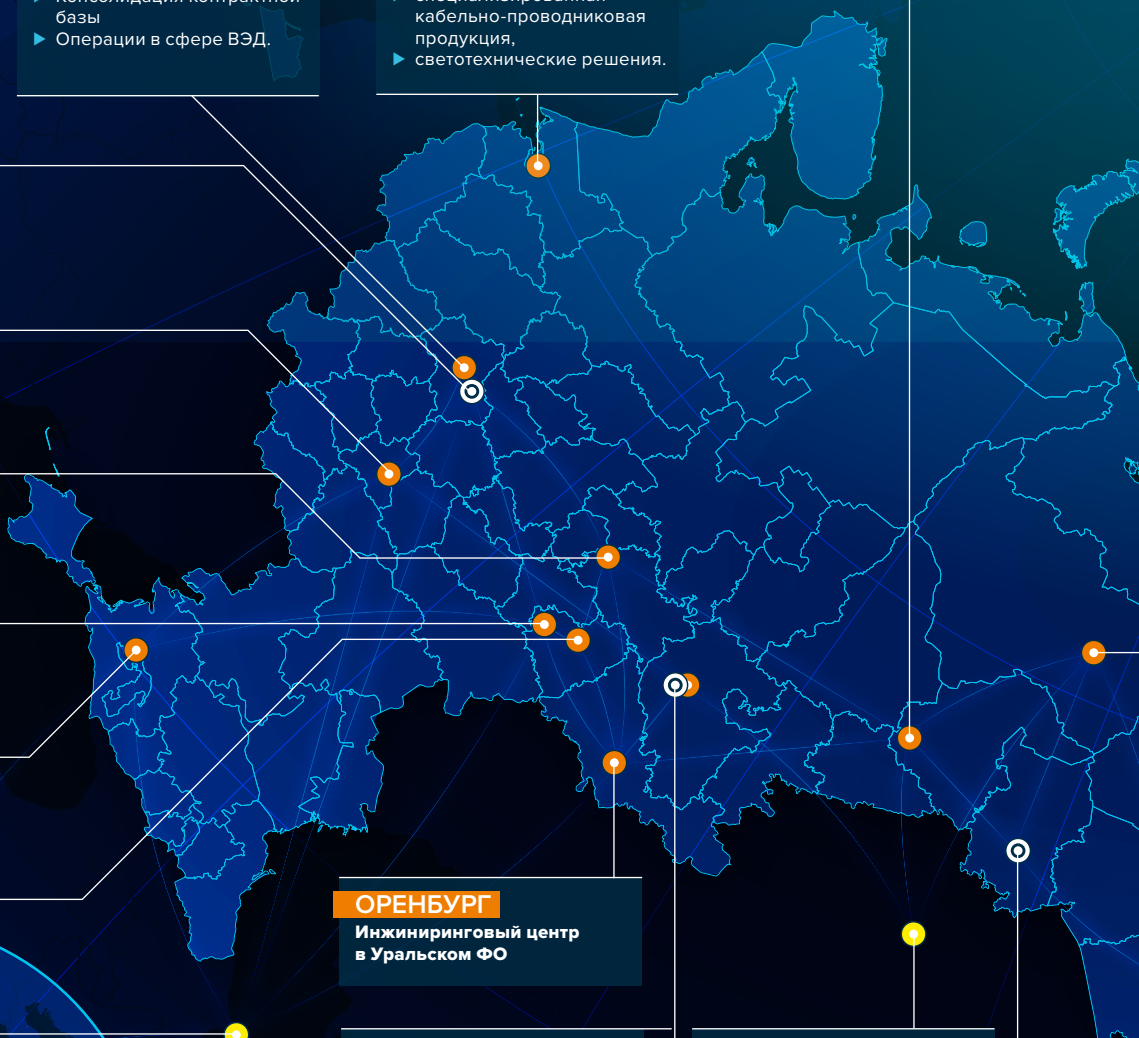 базы
Операции в сфере ВЭД.
кабельно-проводниковая
продукция,
светотехнические решения.
ОРЕНБУРГ
Инжиниринговый центр
в Уральском ФО